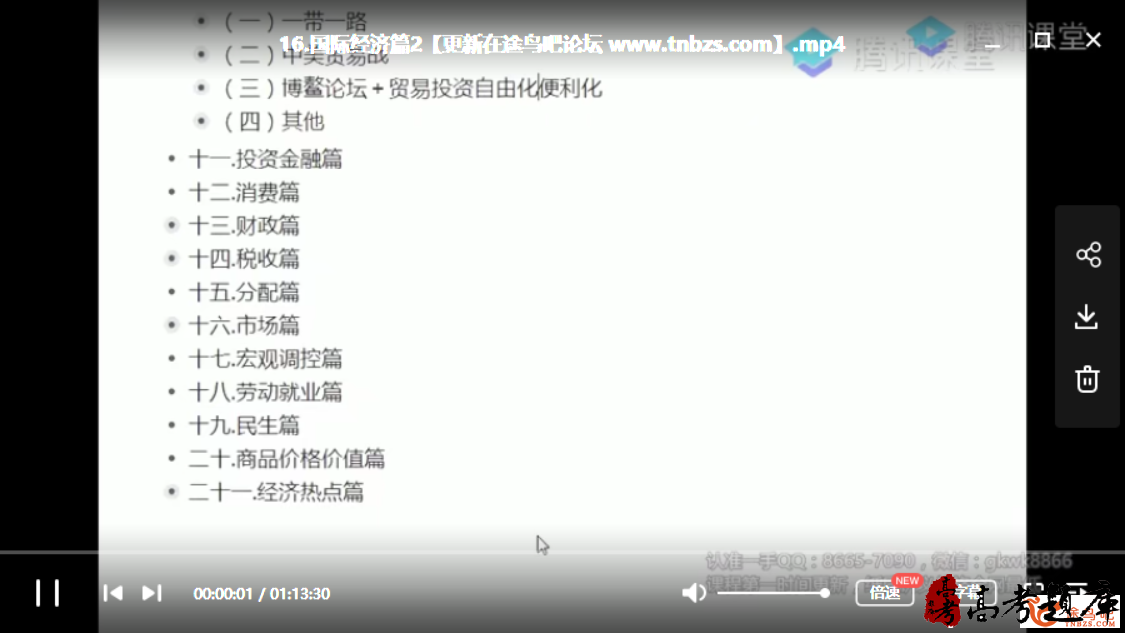 （一）一带一路
16.国际经济篇2【更新在途鸟吧论坛 www.tnbzs.com】.mp4
腾讯课堂
腾讯课堂
（二）中美贸易战
（三）博鳌论坛＋贸易投资自由化便利化
（四）其他
十一.投资金融篇
十二.消费篇
十三.财政篇
十四.税收篇
十五.分配篇
十六.市场篇
十七.宏观调控篇
十八.劳动就业篇
十九.民生篇
二十.商品价格价值篇
二十一.经济热点篇
认准一手QQ：8665-7090，微信：gkwk8866
课程第一时间更新
00:00:01 / 01:13:30
倍速
NEW
字幕
高考题库
途鸟吧
TNBZS.COM